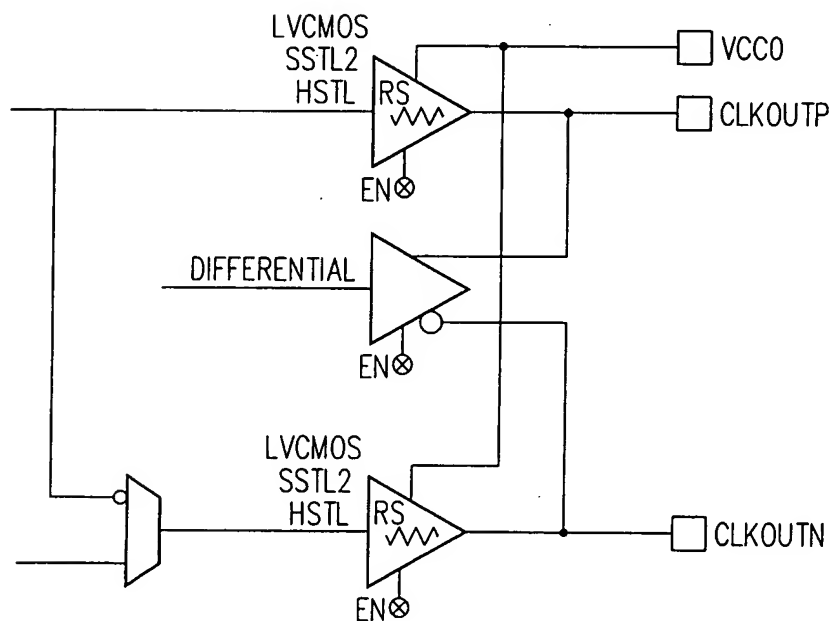 LVCMOS
SSTL2
HSTL
RS
VCCO
CLKOUTP
EN
DIFFERENTIAL
EN
LVCMOS
SSTL2
HSTL
RS
CLKOUTN
EN